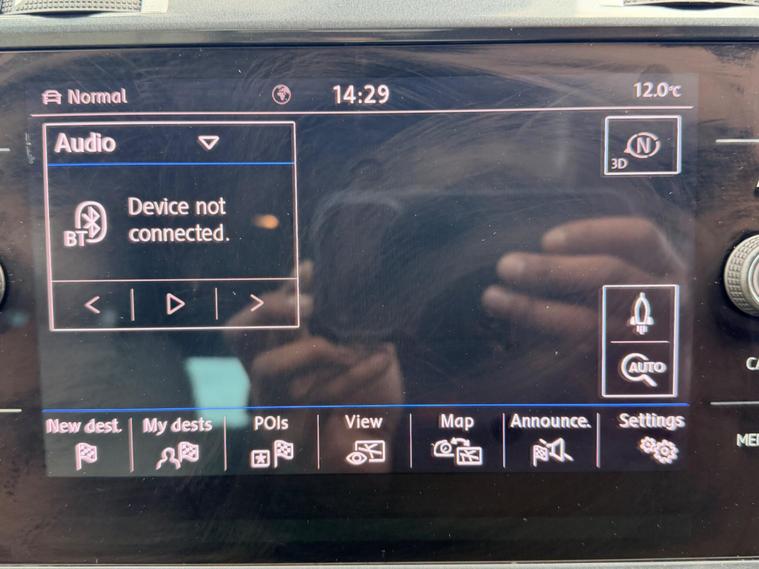 Normal
14:29
12.0°C
Audio
N
3D
BT
Device not
connected.
AUTO
New dest.
My dests
POIs
View
Map
Announce.
Settings